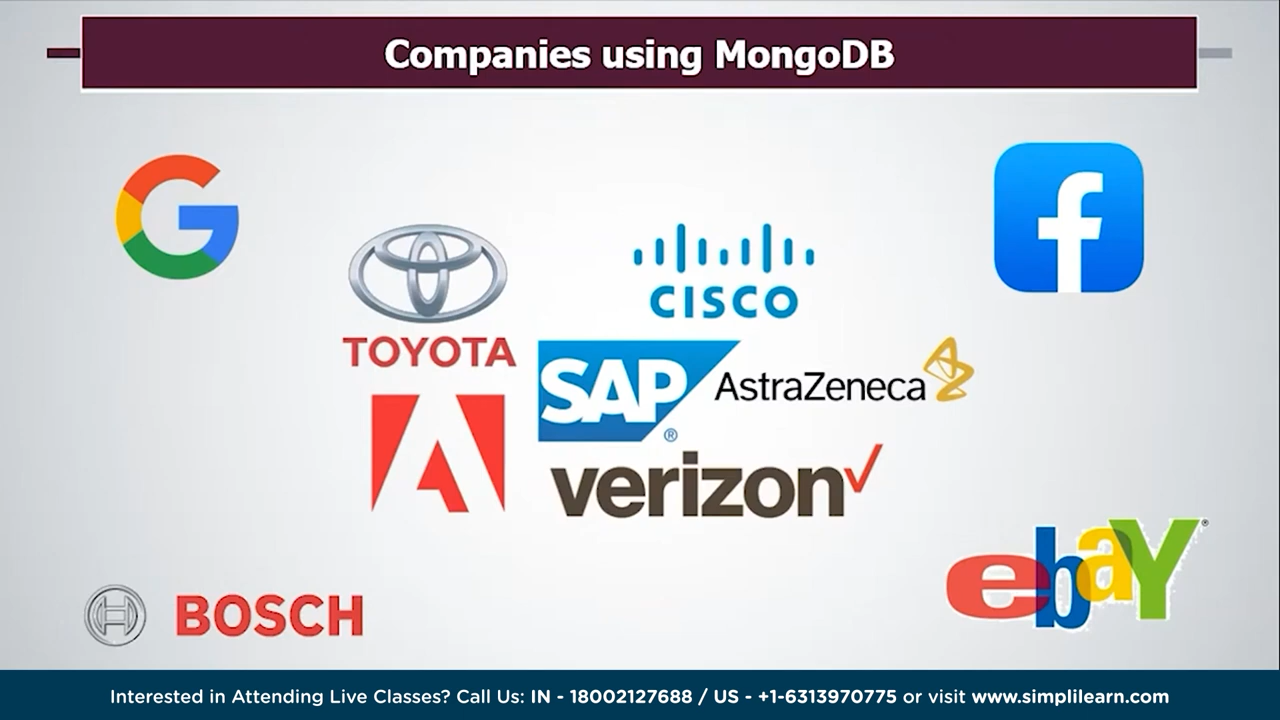 Companies using MongoDB
G
f
TOYOTA
CISCO
SAP®
AstraZeneca
verizon
ebaY®
BOSCH
Interested in Attending Live Classes? Call Us: IN - 18002127688 / US - +1-6313970775 or visit www.simplilearn.com